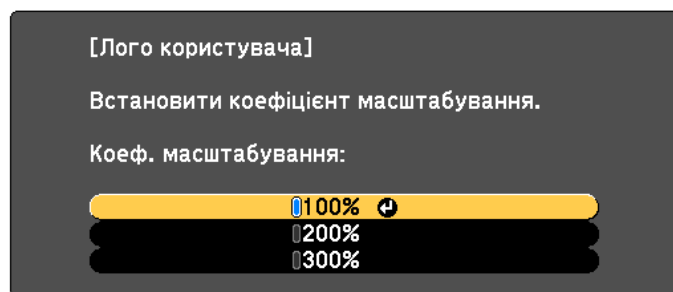 [Лого користувача]
Встановити коефіцієнт масштабування.
Коеф. масштабування:
100%
200%
300%